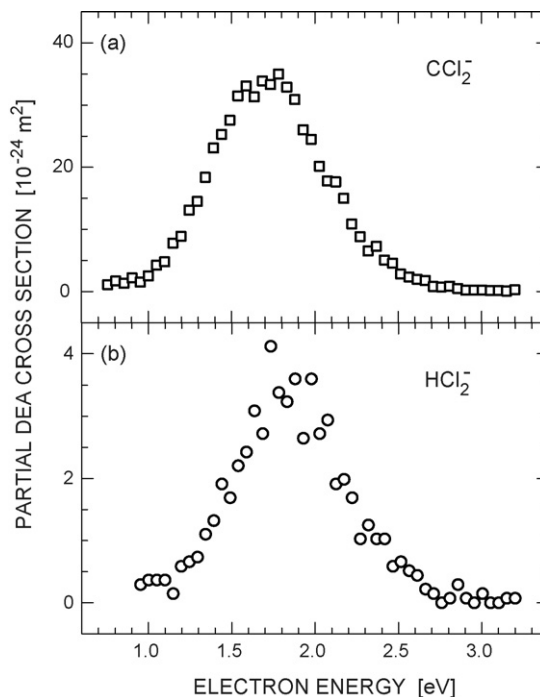 PARTIAL DEA CROSS SECTION [10⁻²⁴ m²]
40
(a)
CCl₂⁻
20
0
4
(b)
HCl₂⁻
2
0
1.0 1.5 2.0 2.5 3.0
ELECTRON ENERGY [eV]